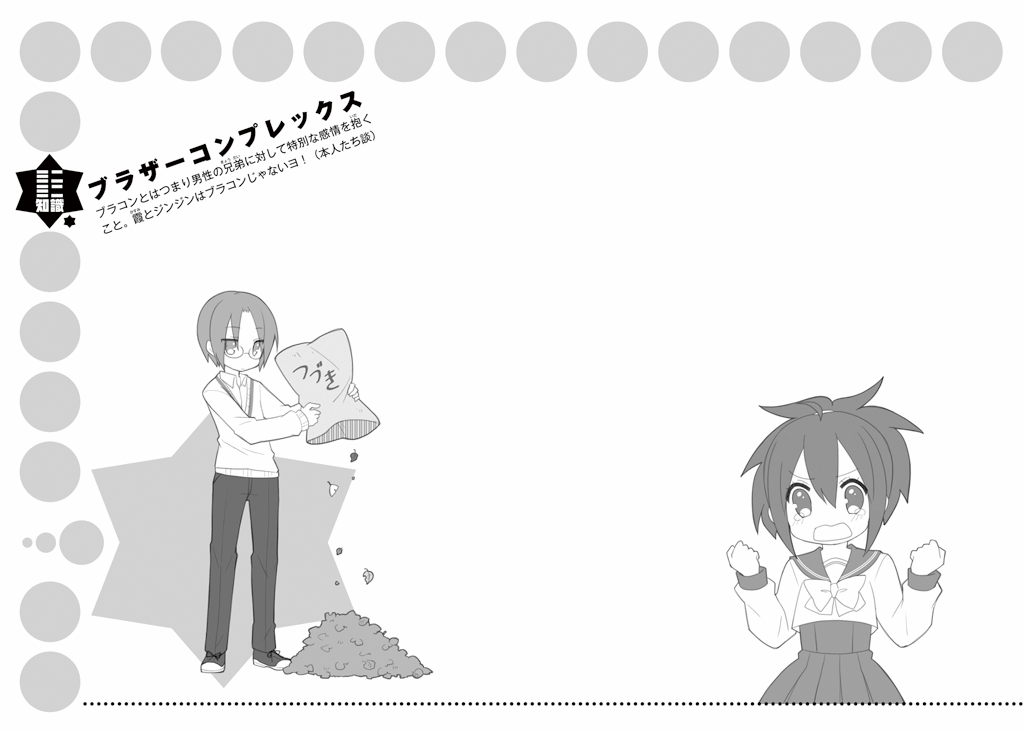 ブラザーコンプレックス
ブラコンとはつまり男性の兄弟に対して特別な感情を抱く
こと。霞とジンジンはブラコンじゃないヨ！（本人たち談）
ミニ
知識
つづき